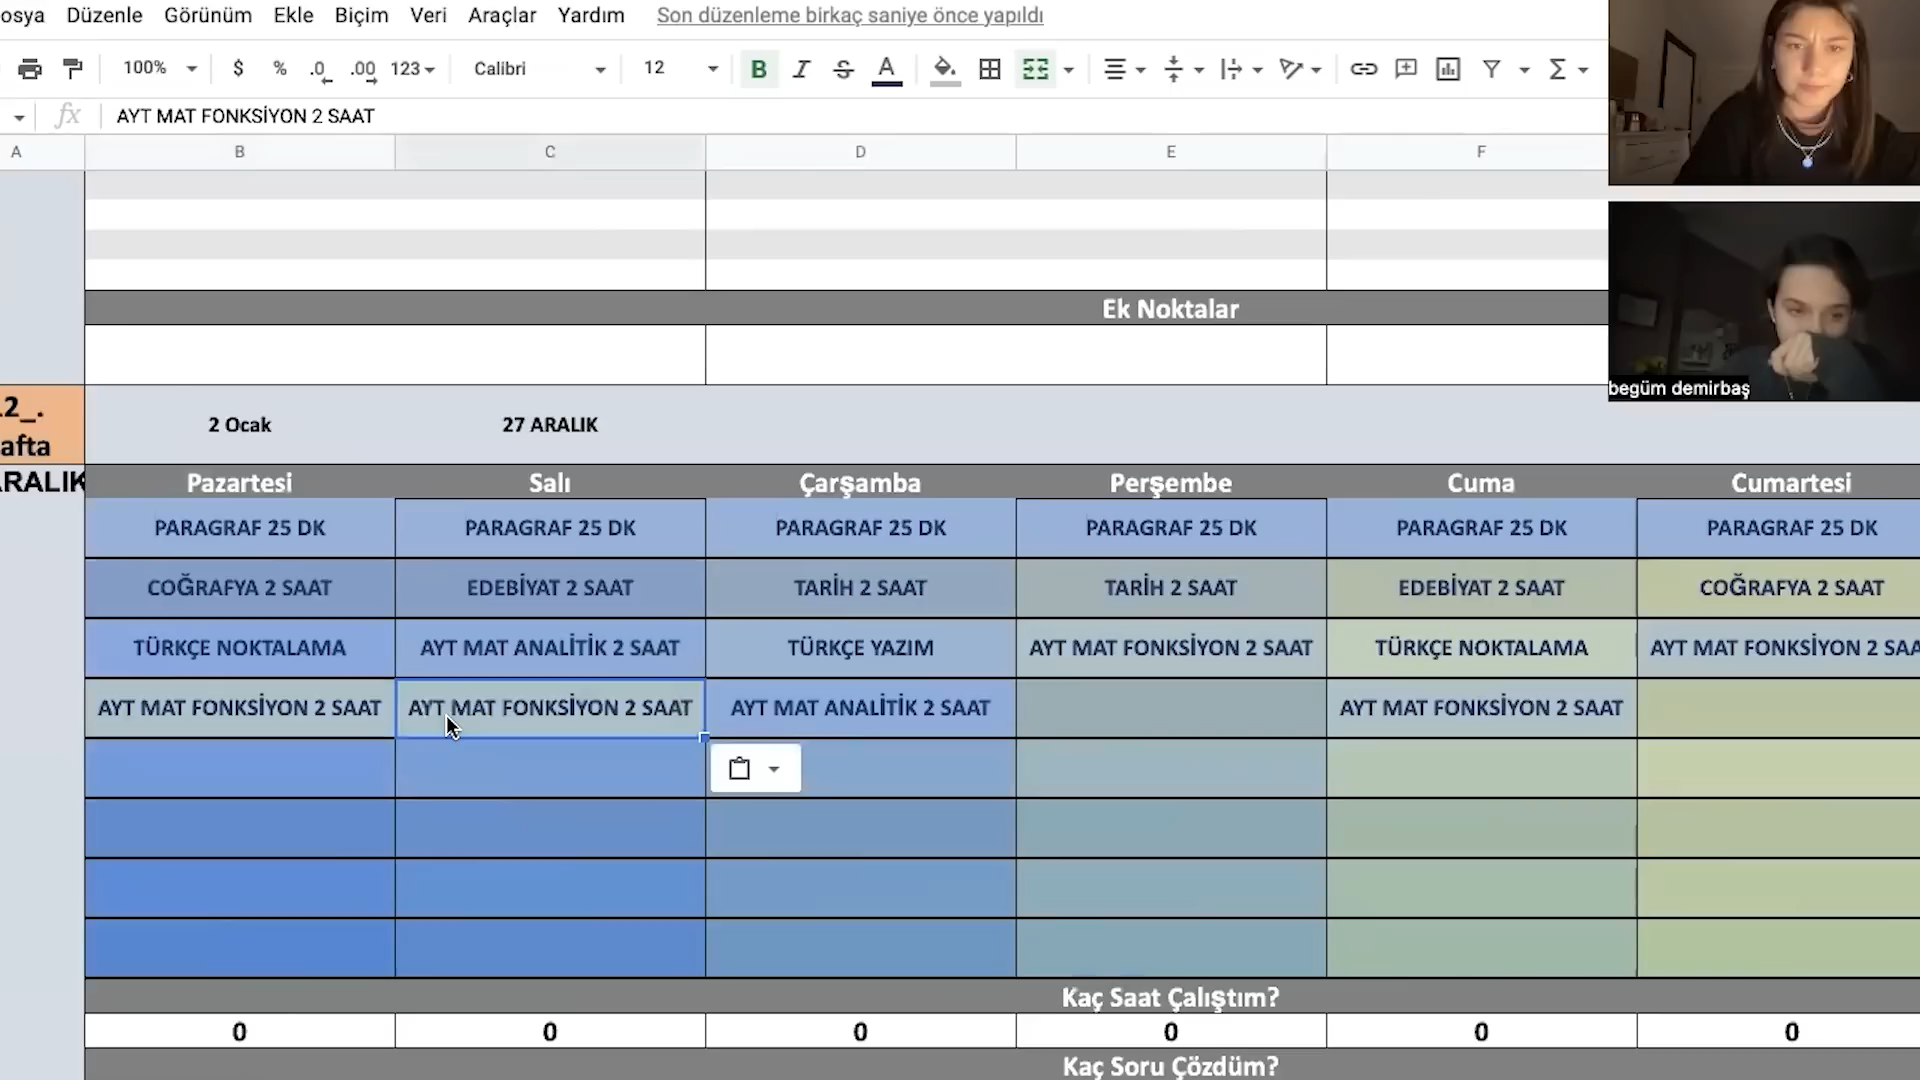 osya Düzenle Görünüm Ekle Biçim Veri Araçlar Yardım Son düzenleme birkaç saniye önce yapıldı
100% $ % .0 .00 123 Calibri 12 B I S A Σ
fx AYT MAT FONKSİYON 2 SAAT
A B C D E F
Ek Noktalar
begüm demirbaş
2_. 2 Ocak 27 ARALIK
afta
ARALIK Pazartesi Salı Çarşamba Perşembe Cuma Cumartesi
PARAGRAF 25 DK PARAGRAF 25 DK PARAGRAF 25 DK PARAGRAF 25 DK PARAGRAF 25 DK PARAGRAF 25 DK
COĞRAFYA 2 SAAT EDEBİYAT 2 SAAT TARİH 2 SAAT TARİH 2 SAAT EDEBİYAT 2 SAAT COĞRAFYA 2 SAAT
TÜRKÇE NOKTALAMA AYT MAT ANALİTİK 2 SAAT TÜRKÇE YAZIM AYT MAT FONKSİYON 2 SAAT TÜRKÇE NOKTALAMA AYT MAT FONKSİYON 2 SAA
AYT MAT FONKSİYON 2 SAAT AYT MAT FONKSİYON 2 SAAT AYT MAT ANALİTİK 2 SAAT AYT MAT FONKSİYON 2 SAAT
Kaç Saat Çalıştım?
0 0 0 0 0 0
Kaç Soru Çözdüm?